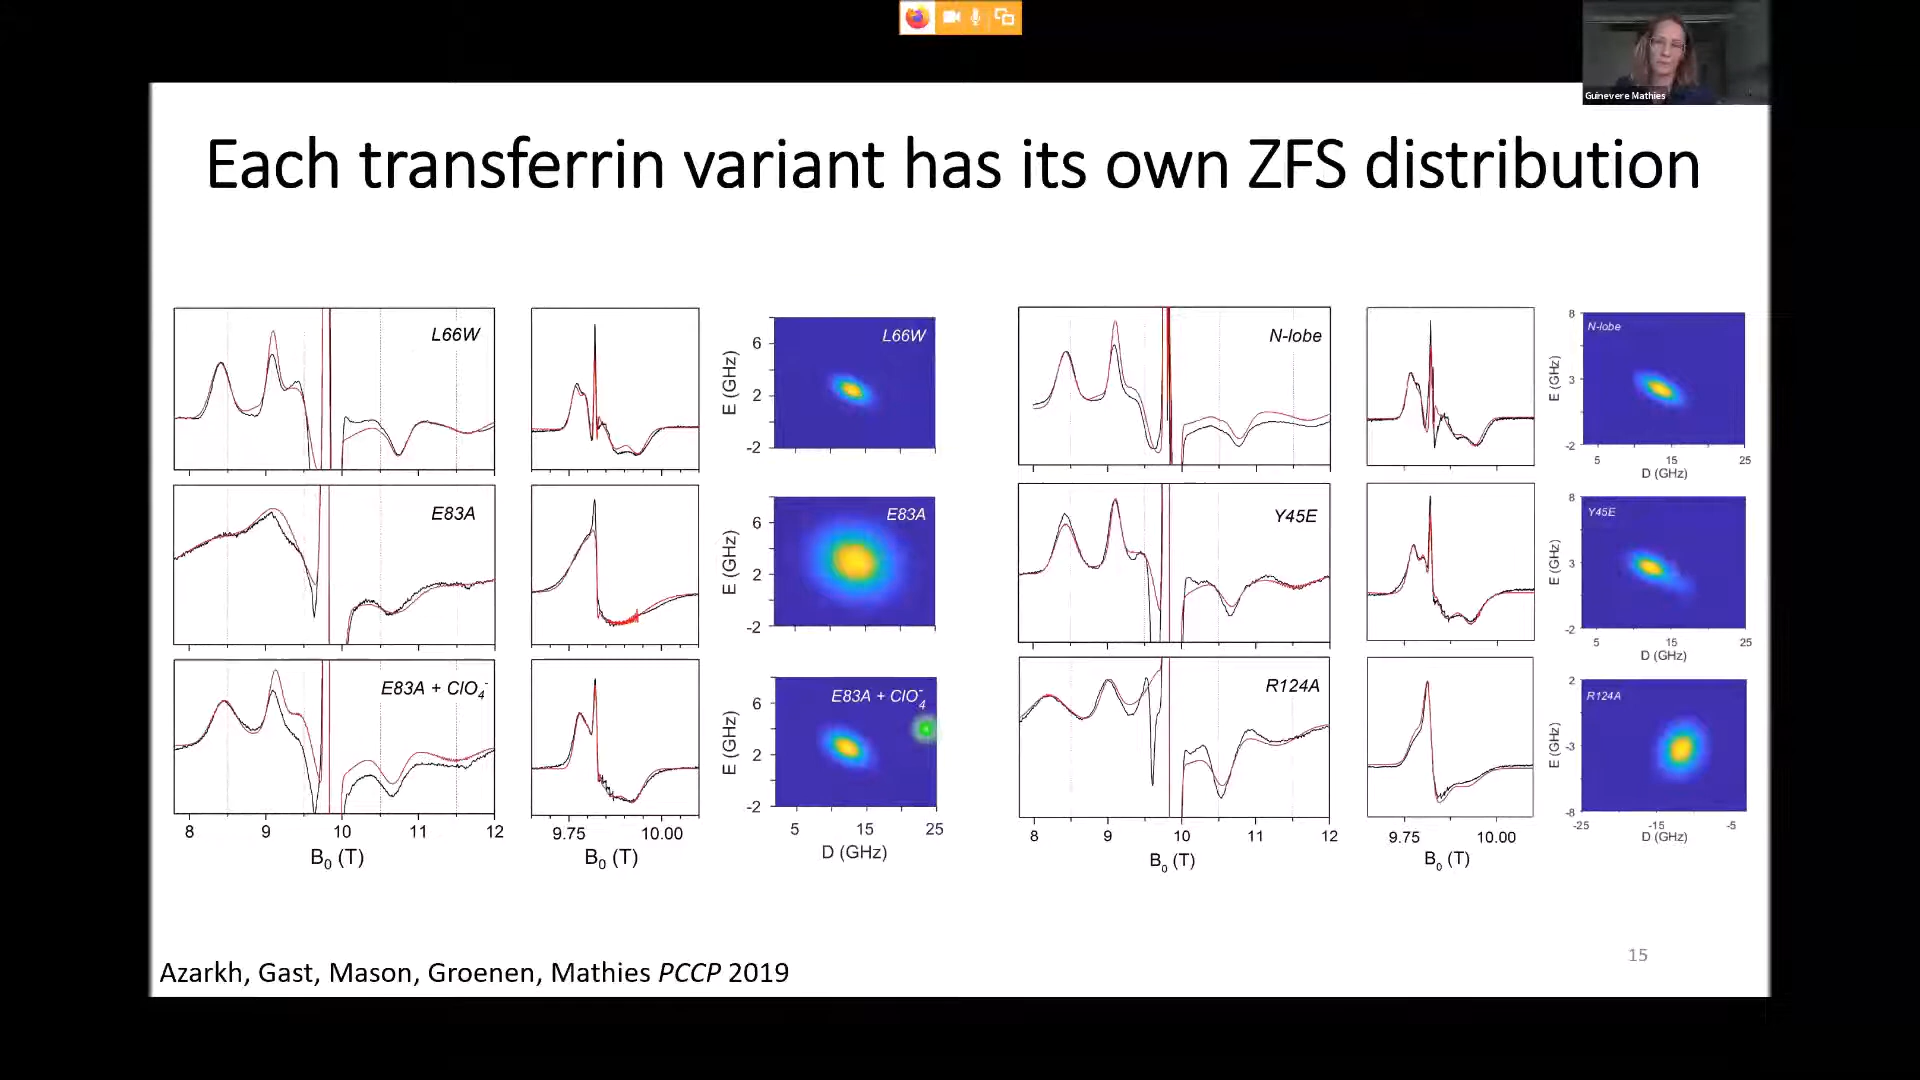 Guinevere Mathies
Each transferrin variant has its own ZFS distribution
L66W
E (GHz)
6
2
-2
L66W
N-lobe
E (GHz)
8
3
-2
N-lobe
5 15 25
D (GHz)
E83A
E (GHz)
6
2
-2
E83A
Y45E
E (GHz)
8
3
-2
Y45E
5 15 25
D (GHz)
E83A + ClO4-
8 9 10 11 12
B0 (T)
9.75 10.00
B0 (T)
E (GHz)
6
2
-2
E83A + ClO4-
5 15 25
D (GHz)
R124A
8 9 10 11 12
B0 (T)
9.75 10.00
B0 (T)
E (GHz)
2
-3
-8
R124A
-25 -15 -5
D (GHz)
15
Azarkh, Gast, Mason, Groenen, Mathies PCCP 2019